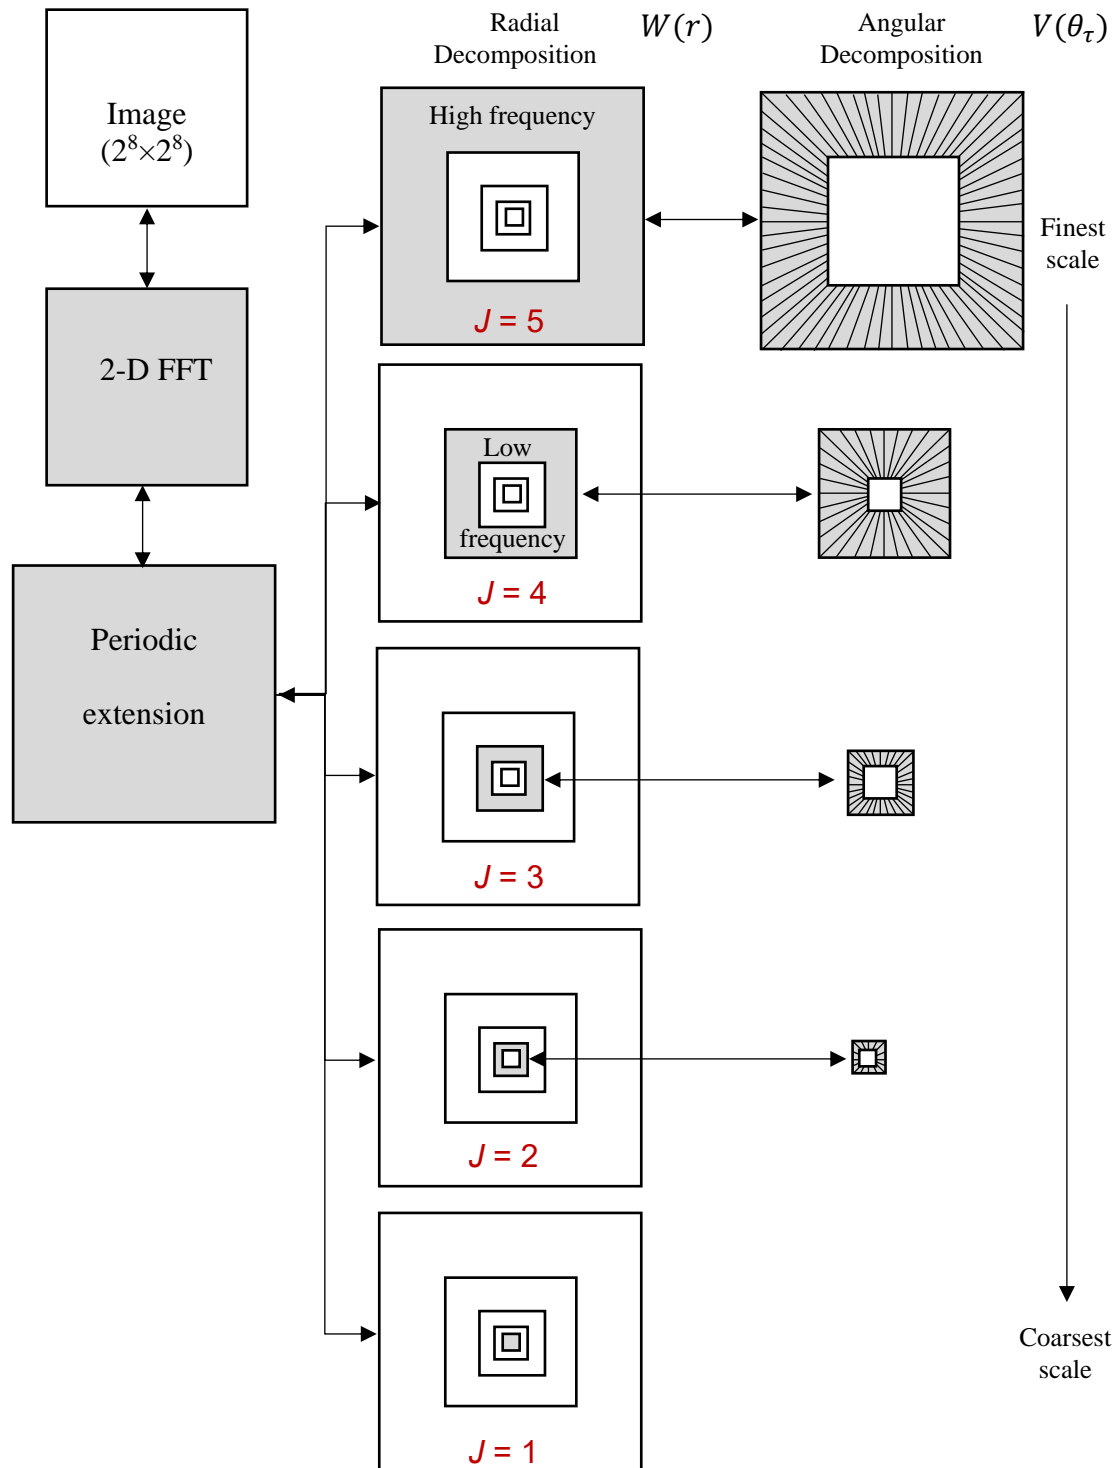 Radial
Decomposition
W(r)
Angular
Decomposition
V(θ_τ)
Image
(2⁸×2⁸)
High frequency
J = 5
Finest
scale
2-D FFT
Low
frequency
J = 4
Periodic
extension
J = 3
J = 2
Coarsest
scale
J = 1